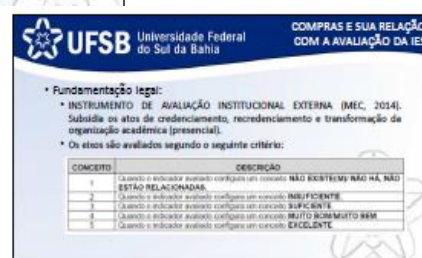 UFSB Universidade Federal
do Sul da Bahia
COMPRAS E SUA RELAÇÃO
COM A AVALIAÇÃO DA IES
• Fundamentação legal:
• INSTRUMENTO DE AVALIAÇÃO INSTITUCIONAL EXTERNA (MEC, 2014).
Subsidia os atos de credenciamento, recredenciamento e transformação da
organização acadêmica (presencial).
• Os eixos são avaliados segundo o seguinte critério:
CONCEITO DESCRIÇÃO
1 Quando o indicador avaliado configura um conceito NÃO EXISTE(M)/ NÃO HÁ, NÃO
ESTÃO RELACIONADAS.
2 Quando o indicador avaliado configura um conceito INSUFICIENTE.
3 Quando o indicador avaliado configura um conceito SUFICIENTE.
4 Quando o indicador avaliado configura um conceito MUITO BOM/MUITO BEM
5 Quando o indicador avaliado configura um conceito EXCELENTE.